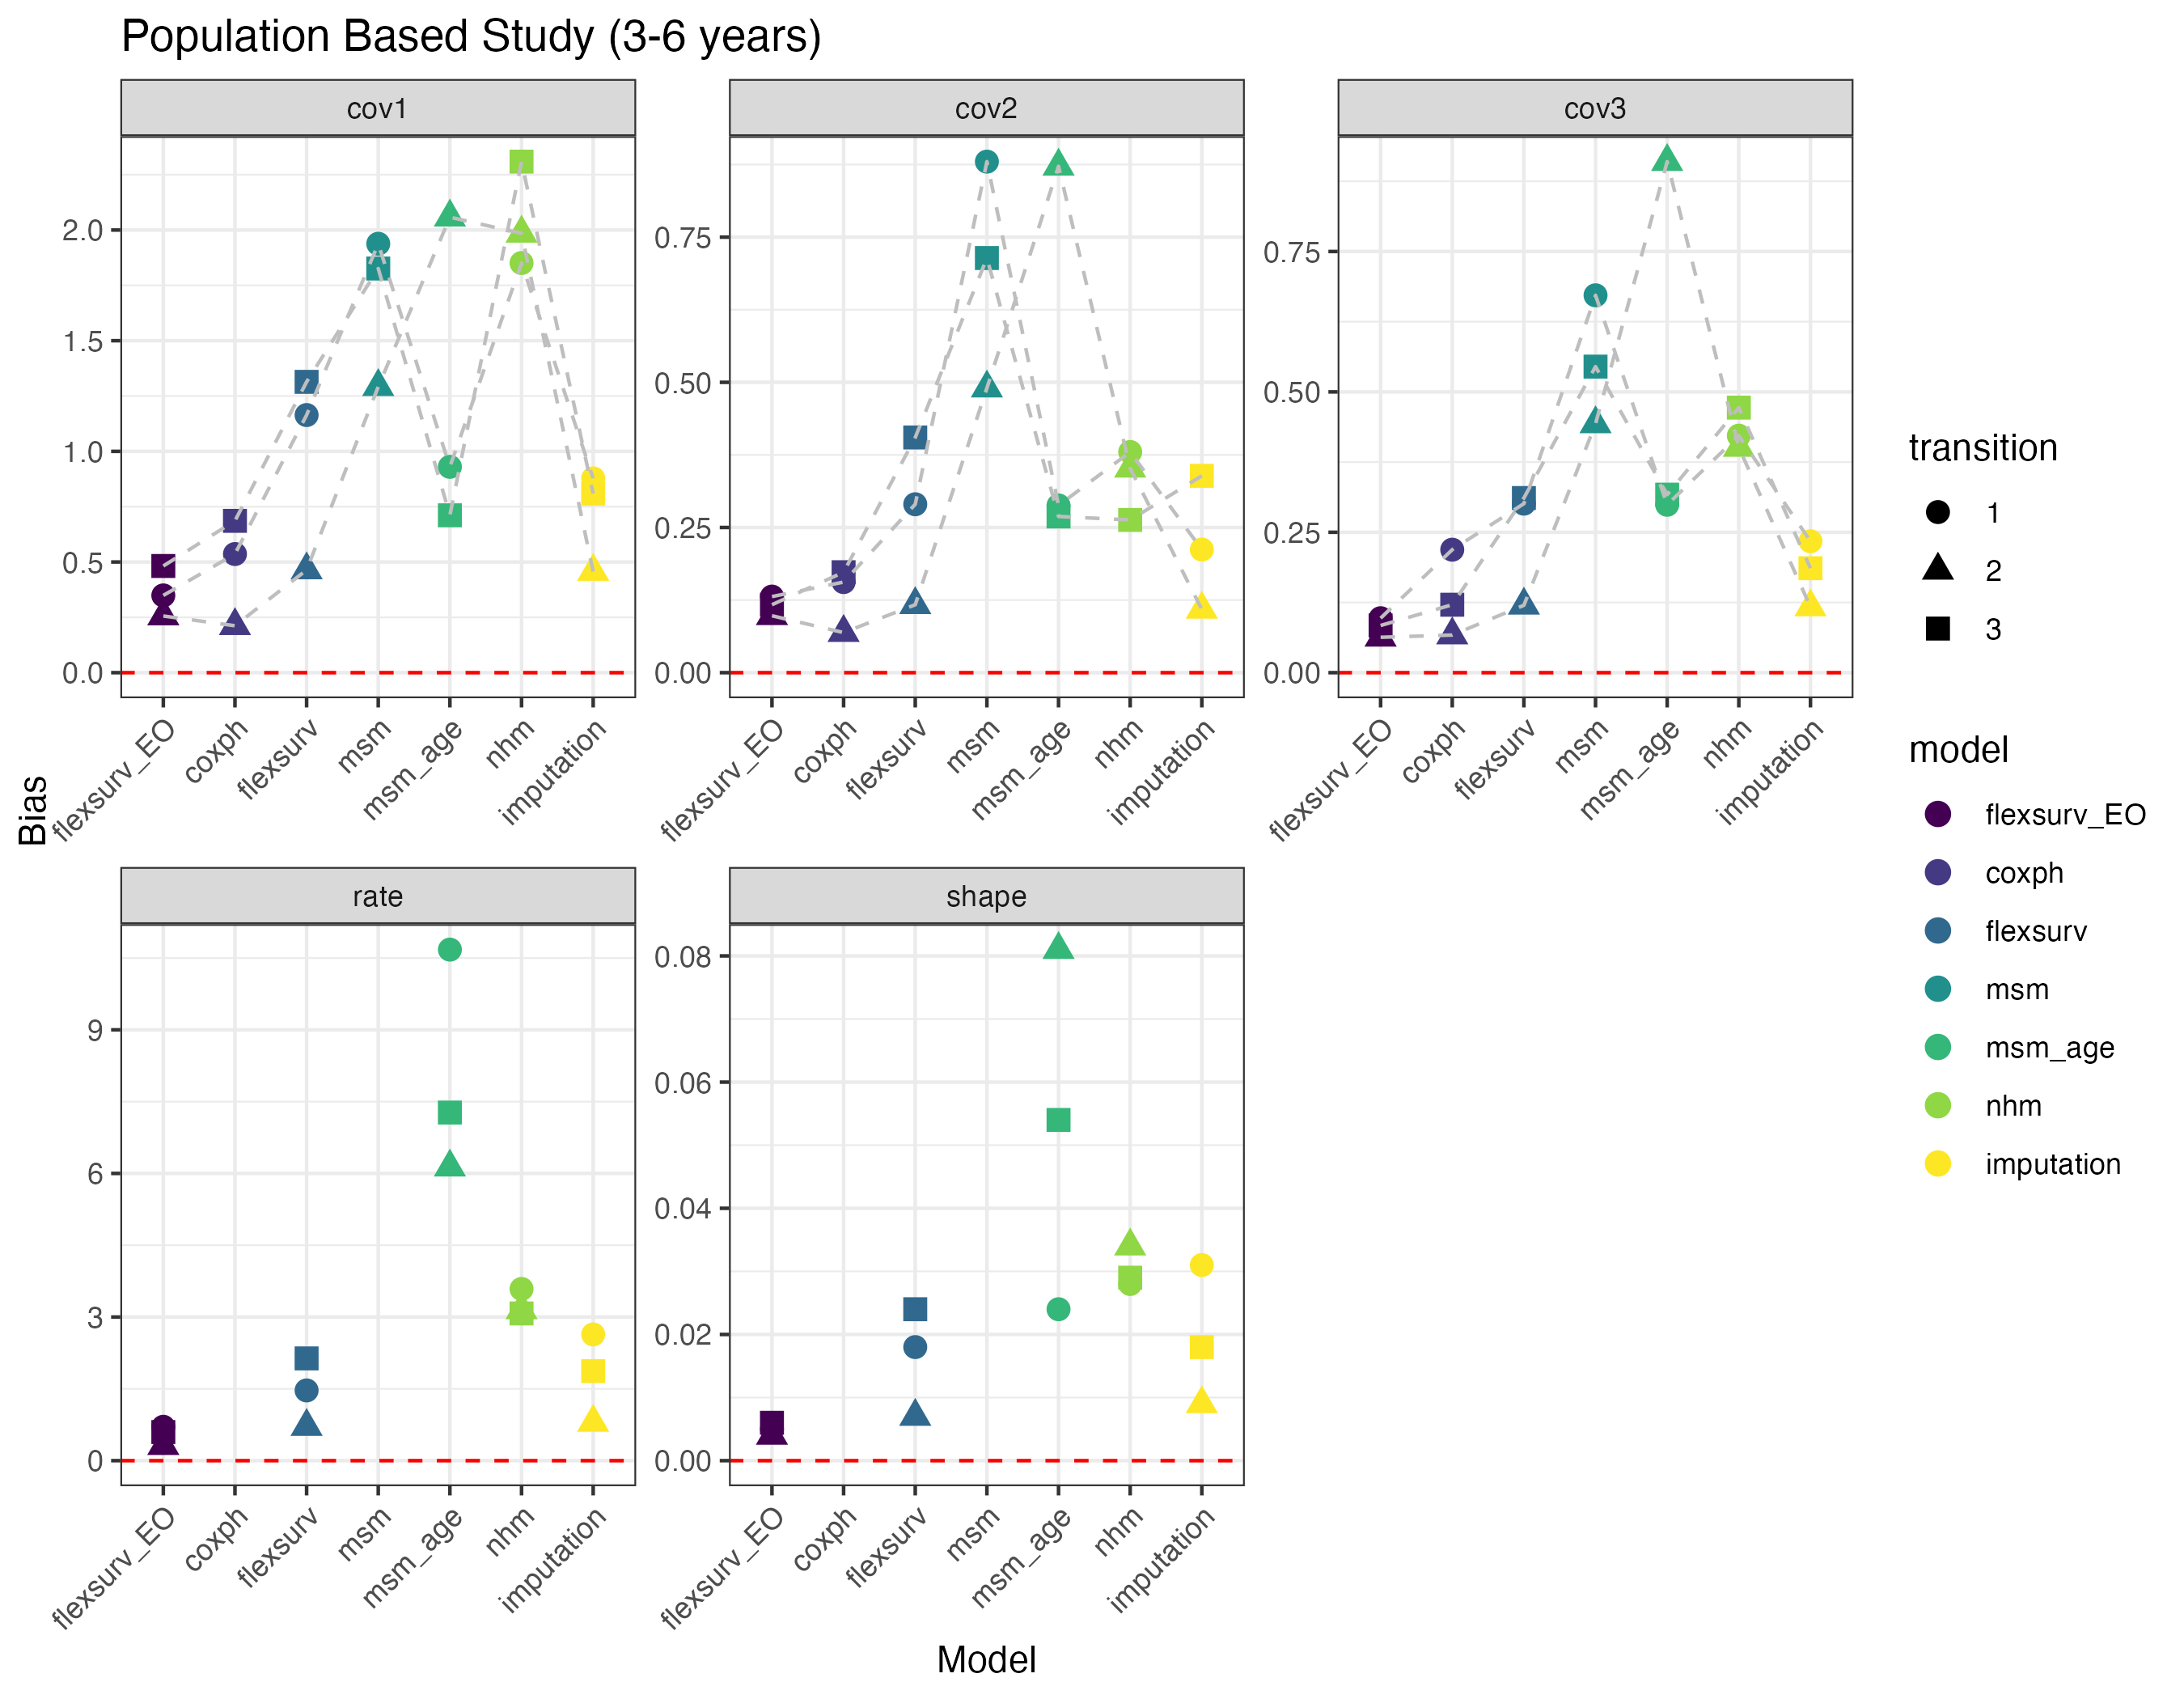 Population Based Study (3-6 years)
cov1
cov2
cov3
2.0
1.5
1.0
0.5
0.0
0.75
0.50
0.25
0.00
0.75
0.50
0.25
0.00
flexsurv_EO
coxph
flexsurv
msm
msm_age
nhm
imputation
flexsurv_EO
coxph
flexsurv
msm
msm_age
nhm
imputation
flexsurv_EO
coxph
flexsurv
msm
msm_age
nhm
imputation
Bias
rate
shape
9
6
3
0
0.08
0.06
0.04
0.02
0.00
flexsurv_EO
coxph
flexsurv
msm
msm_age
nhm
imputation
flexsurv_EO
coxph
flexsurv
msm
msm_age
nhm
imputation
Model
transition
1
2
3
model
flexsurv_EO
coxph
flexsurv
msm
msm_age
nhm
imputation